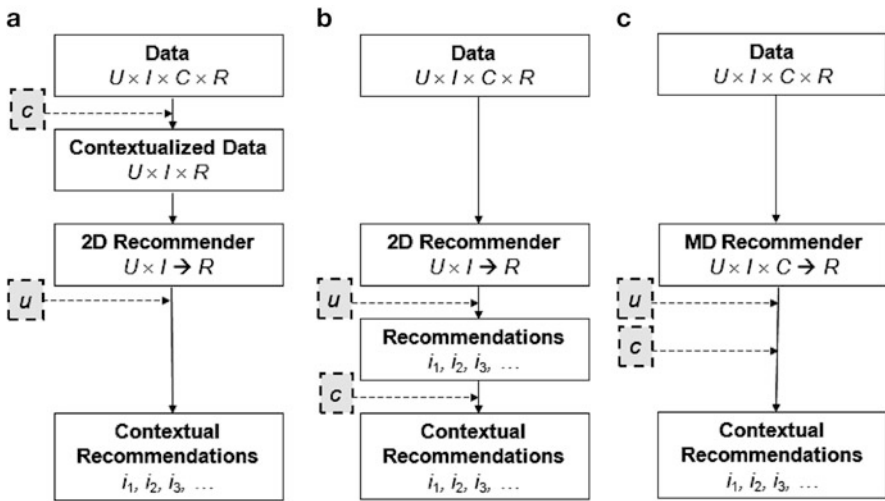 a
Data
U × I × C × R
c
Contextualized Data
U × I × R
2D Recommender
U × I → R
u
Contextual
Recommendations
i₁, i₂, i₃, …
b
Data
U × I × C × R
2D Recommender
U × I → R
u
Recommendations
i₁, i₂, i₃, …
c
Contextual
Recommendations
i₁, i₂, i₃, …
c
Data
U × I × C × R
MD Recommender
U × I × C → R
u
c
Contextual
Recommendations
i₁, i₂, i₃, …